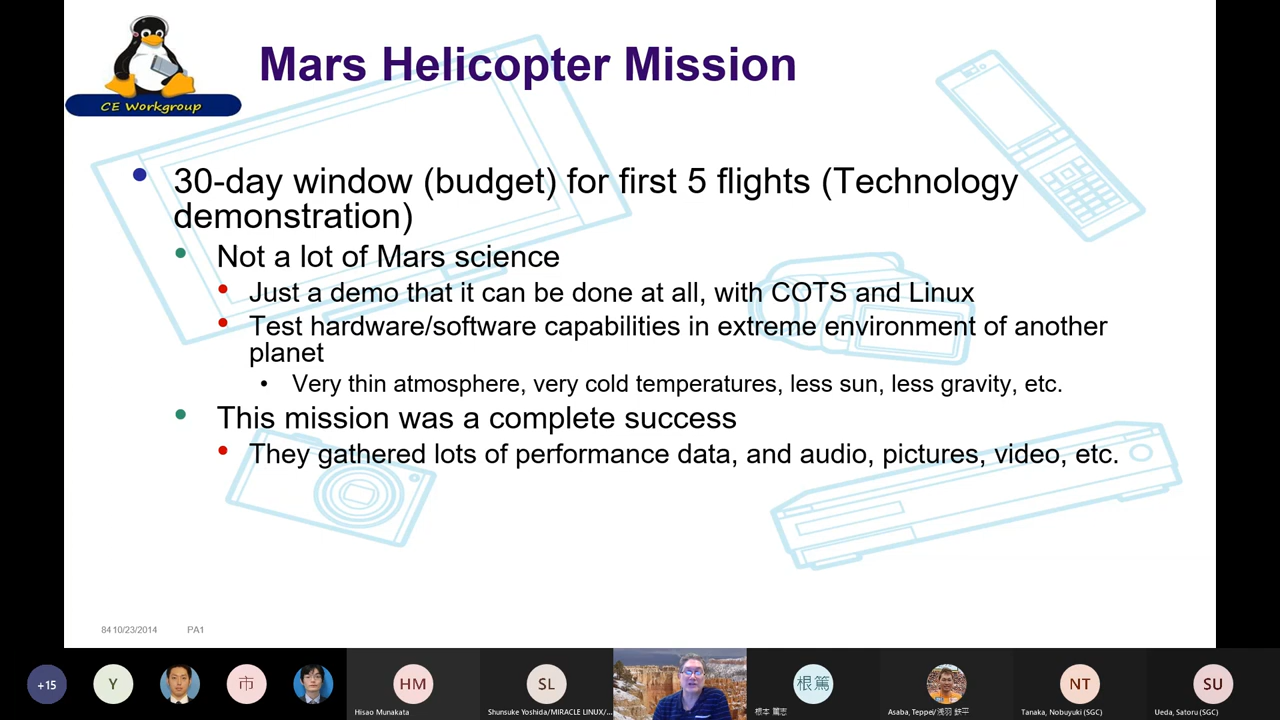 CE Workgroup
Mars Helicopter Mission
30-day window (budget) for first 5 flights (Technology
demonstration)
Not a lot of Mars science
Just a demo that it can be done at all, with COTS and Linux
Test hardware/software capabilities in extreme environment of another
planet
Very thin atmosphere, very cold temperatures, less sun, less gravity, etc.
This mission was a complete success
They gathered lots of performance data, and audio, pictures, video, etc.
84 10/23/2014 PA1
+15
Y
市
HM
SL
根篤
NT
SU
Hisao Munakata
Shunsuke Yoshida/MIRACLE LINUX/...
根本 篤志
Asaba, Teppei/浅羽 鉄平
Tanaka, Nobuyuki (SGC)
Ueda, Satoru (SGC)